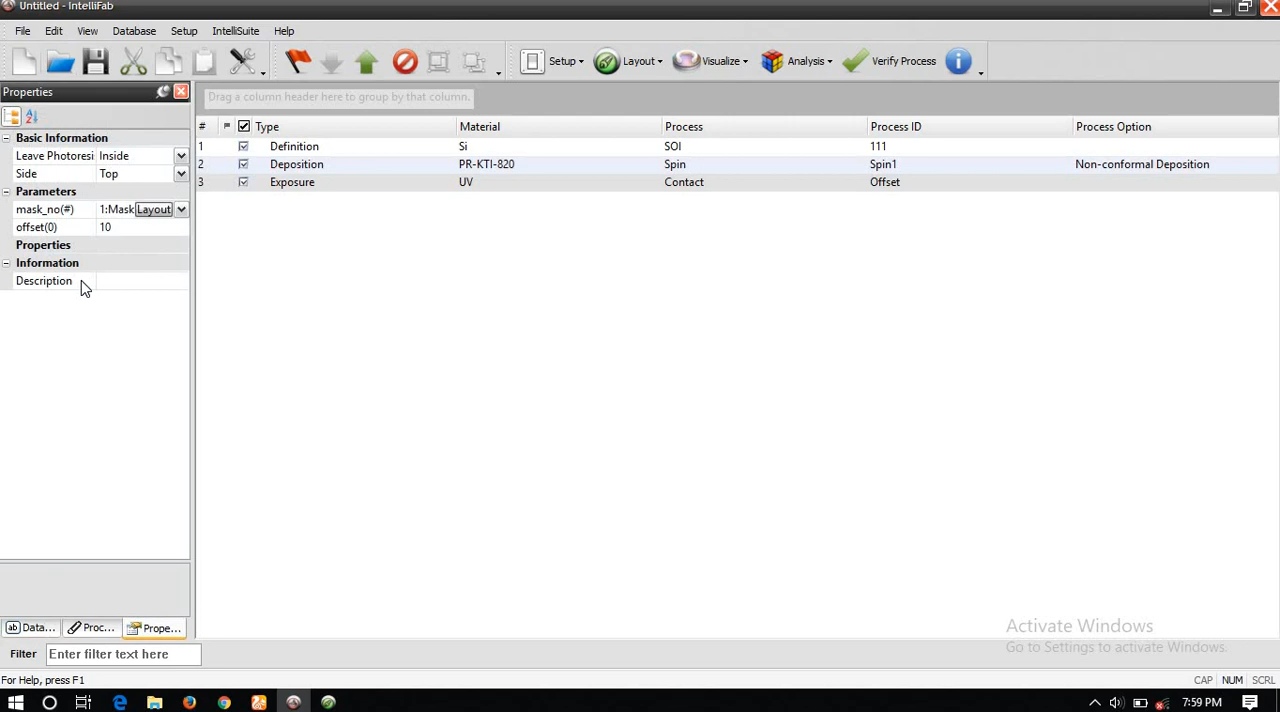 Untitled - IntelliFab
File Edit View Database Setup IntelliSuite Help
Setup Layout Visualize Analysis Verify Process
Properties
Drag a column header here to group by that column.
# Type Material Process Process ID Process Option
Basic Information
1 Definition Si SOI 111
Leave Photoresi Inside
2 Deposition PR-KTI-820 Spin Spin1 Non-conformal Deposition
Side Top
3 Exposure UV Contact Offset
Parameters
mask_no(#) 1:Mask Layout
offset(0) 10
Properties
Information
Description
Data... Proc... Prope...
Activate Windows
Go to Settings to activate Windows.
Filter Enter filter text here
For Help, press F1 CAP NUM SCRL
7:59 PM